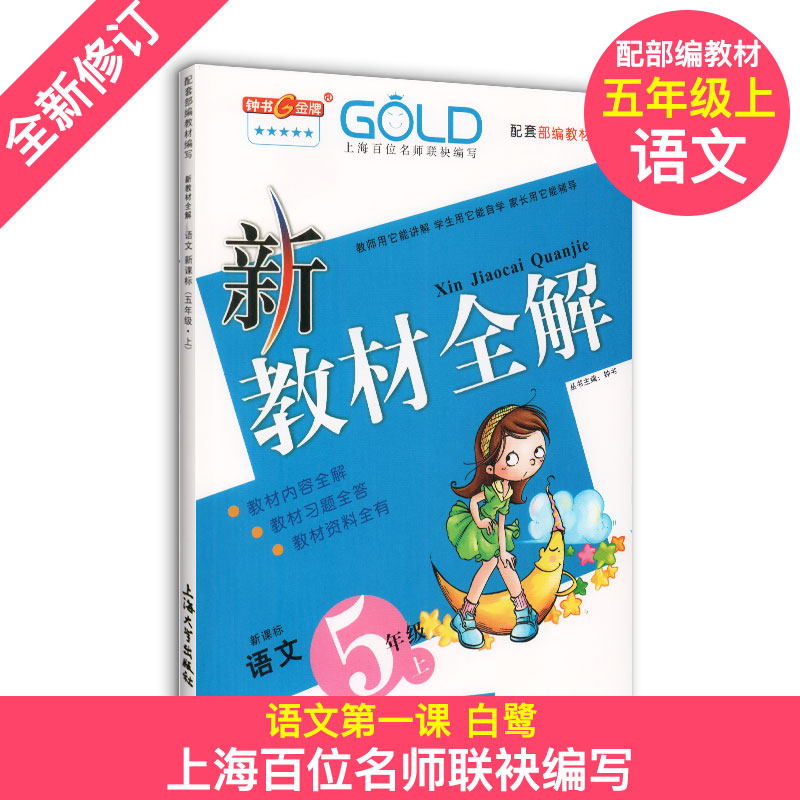 全新修订
配部编教材
五年级上
语文
配套部编教材编写 新教材全解 语文 新课标（五年级·上）
上海大学出版社
钟书G金牌
★★★★★
GOLD
上海百位名师联袂编写
配套部编教材
教师用它能讲解 学生用它能自学 家长用它能辅导
Xin Jiaocai Quanjie
新
教材全解
丛书主编：钟书
教材内容全解
教材习题全答
教材资料全有
新课标
语文
5年级
上
语文第一课 白鹭
上海百位名师联袂编写